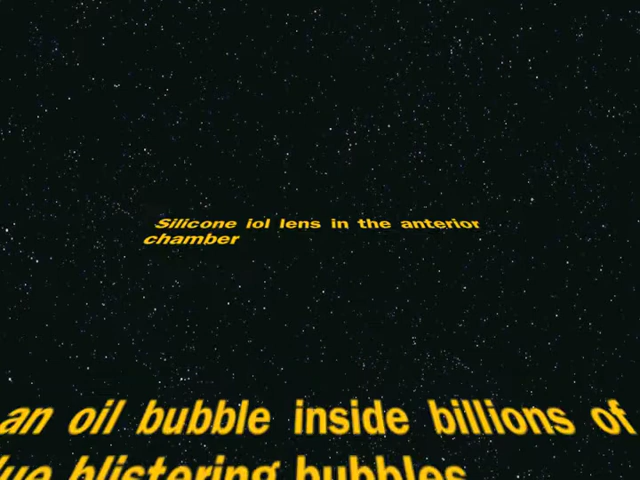 Silicone iol lens in the anterior
chamber
an oil bubble inside billions of
blistering bubbles